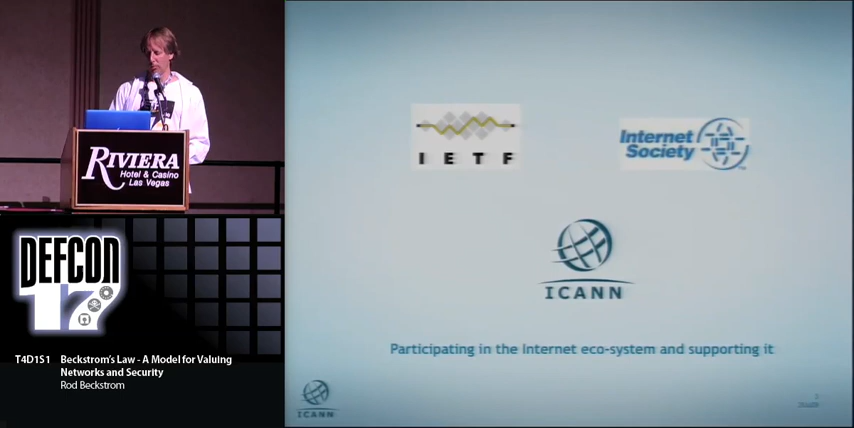 RIVIERA
Hotel & Casino
Las Vegas
DEFCON
17
T4D1S1 Beckstrom's Law - A Model for Valuing
Networks and Security
Rod Beckstrom
IETF
Internet
Society
ICANN
Participating in the Internet eco-system and supporting it
ICANN